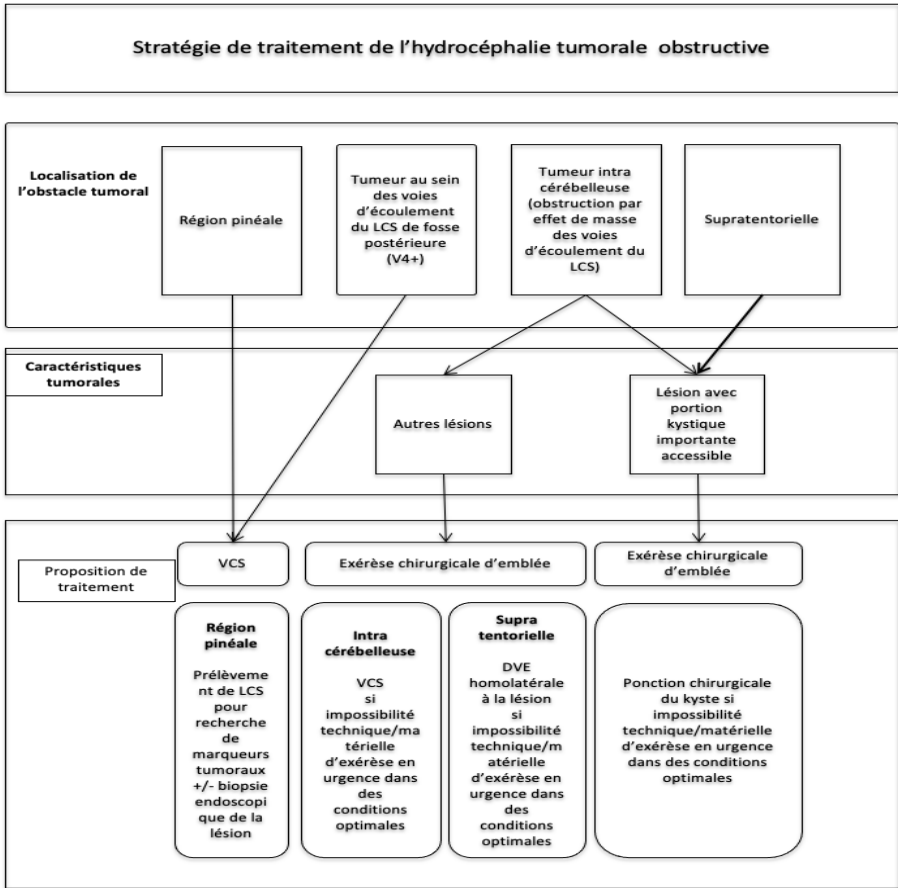 Stratégie de traitement de l'hydrocéphalie tumorale obstructive
Localisation de
l'obstacle tumoral
Région pinéale
Tumeur au sein
des voies
d'écoulement
du LCS de fosse
postérieure
(V4+)
Tumeur intra
cérébelleuse
(obstruction par
effet de masse
des voies
d'écoulement du
LCS)
Supratentorielle
Caractéristiques
tumorales
Autres lésions
Lésion avec
portion
kystique
importante
accessible
Proposition de
traitement
VCS
Exérèse chirurgicale d'emblée
Exérèse chirurgicale
d'emblée
Région
pinéale
Prélèveme
nt de LCS
pour
recherche
de
marqueurs
tumoraux
+/- biopsie
endoscopi
que de la
lésion
Intra
cérébelleuse
VCS
si
impossibilité
technique/ma
térielle
d'exérèse en
urgence dans
des
conditions
optimales
Supra
tentorielle
DVE
homolatérale
à la lésion
si
impossibilité
technique/m
atérielle
d'exérèse en
urgence dans
des
conditions
optimales
Ponction chirurgicale
du kyste si
impossibilité
technique/matérielle
d'exérèse en urgence
dans des conditions
optimales